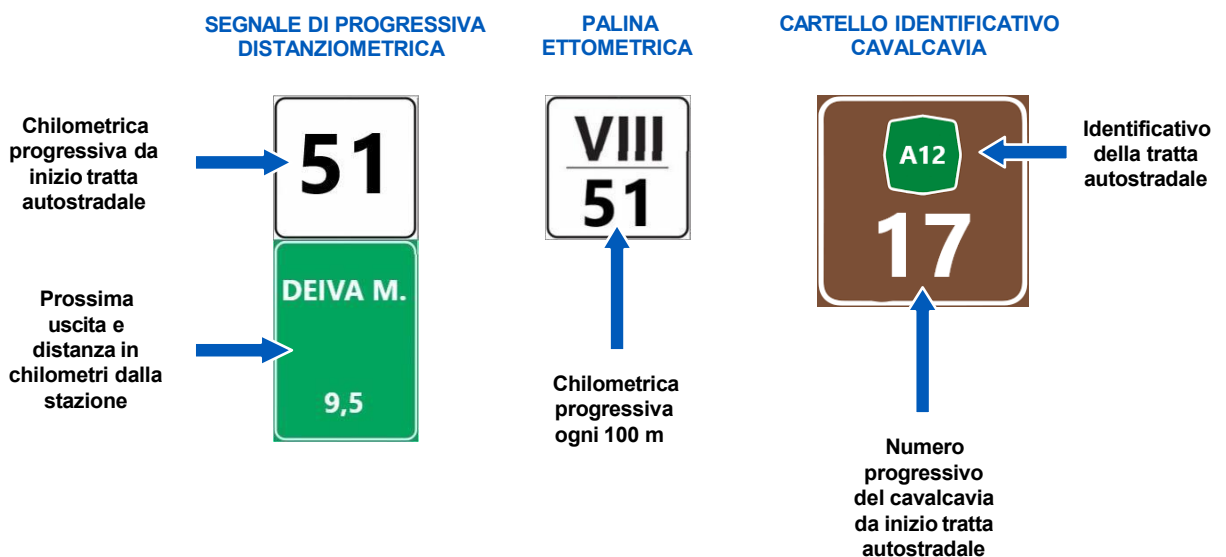 SEGNALE DI PROGRESSIVA
DISTANZIOMETRICA
PALINA
ETTOMETRICA
CARTELLO IDENTIFICATIVO
CAVALCAVIA
Chilometrica
progressiva da
inizio tratta
autostradale
51
VIII
51
A12
17
Identificativo
della tratta
autostradale
Prossima
uscita e
distanza in
chilometri dalla
stazione
DEIVA M.
9,5
Chilometrica
progressiva
ogni 100 m
Numero
progressivo
del cavalcavia
da inizio tratta
autostradale